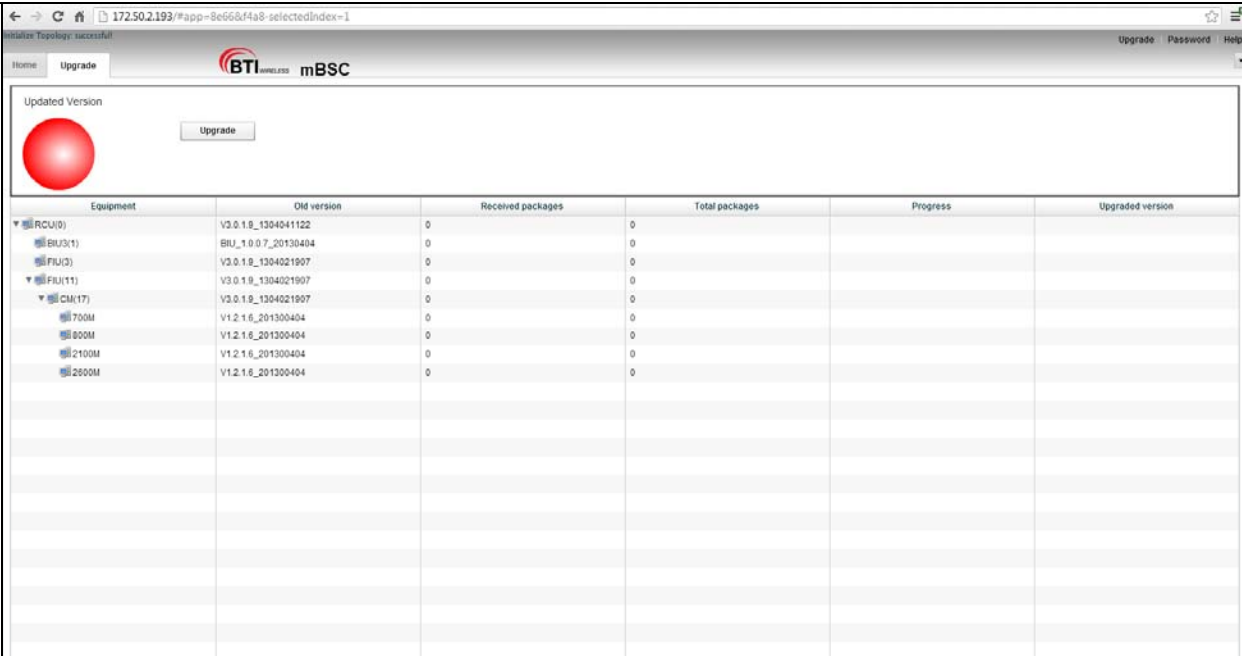 172.50.2.193/#app=8e66&f4a8-selectedIndex=1
Initialize Topology: successful!
Upgrade Password Help
Home Upgrade BTI WIRELESS mBSC
Updated Version
Upgrade
Equipment Old version Received packages Total packages Progress Upgraded version
RCU(0) V3.0.1.9_1304041122 0 0
BIU3(1) BIU_1.0.0.7_20130404 0 0
FIU(3) V3.0.1.9_1304021907 0 0
FIU(11) V3.0.1.9_1304021907 0 0
CM(17) V3.0.1.9_1304021907 0 0
700M V1.2.1.6_201300404 0 0
800M V1.2.1.6_201300404 0 0
2100M V1.2.1.6_201300404 0 0
2600M V1.2.1.6_201300404 0 0